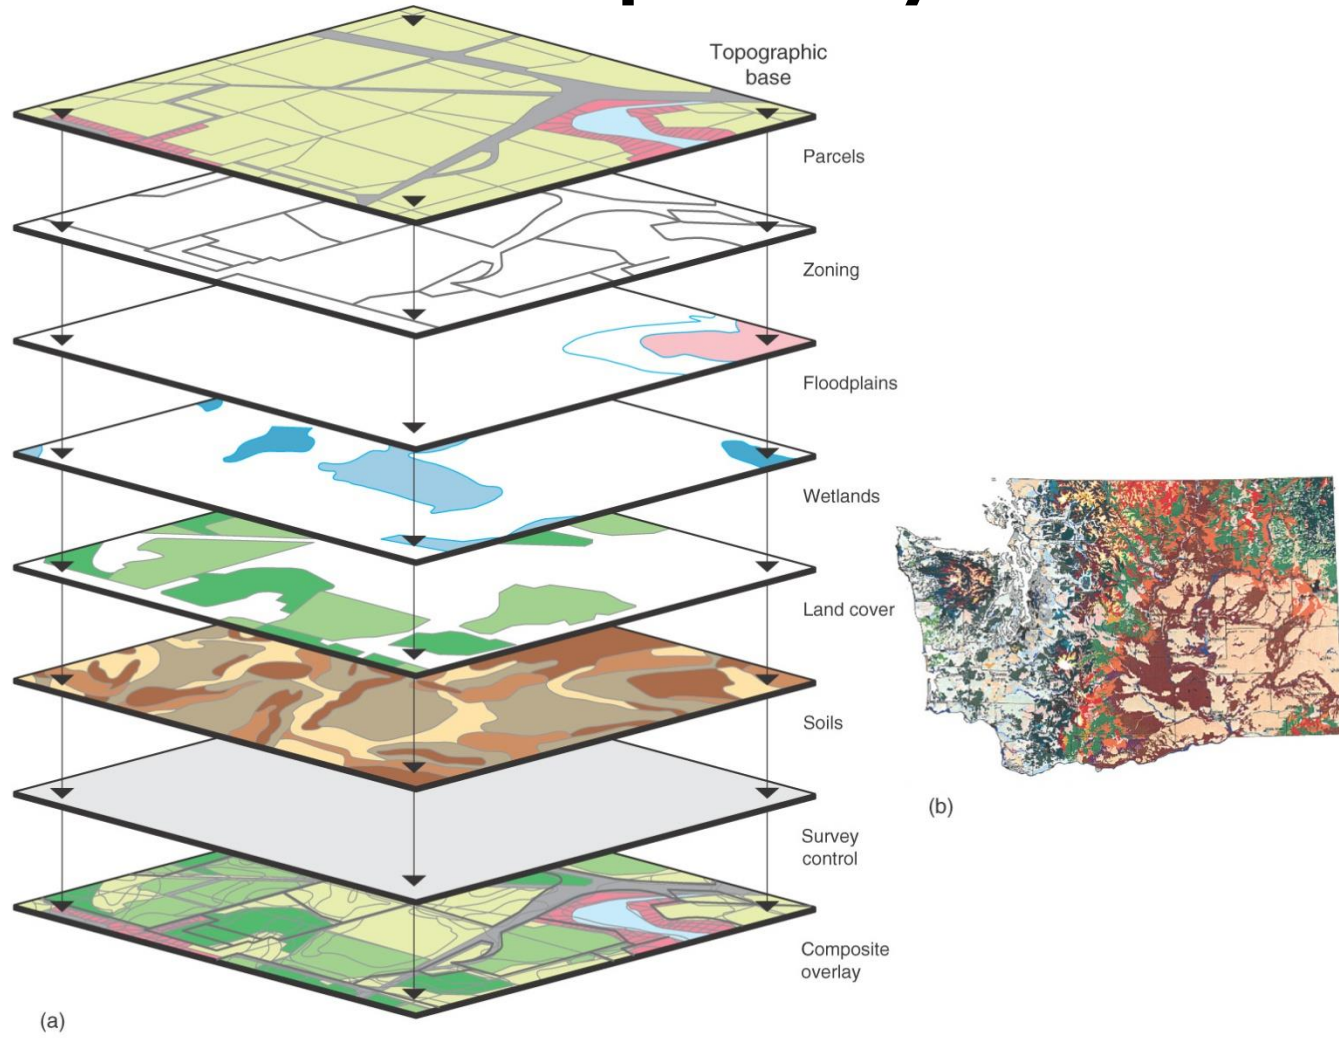 Topographic
base
Parcels
Zoning
Floodplains
Wetlands
Land cover
Soils
Survey
control
Composite
overlay
(a)
(b)